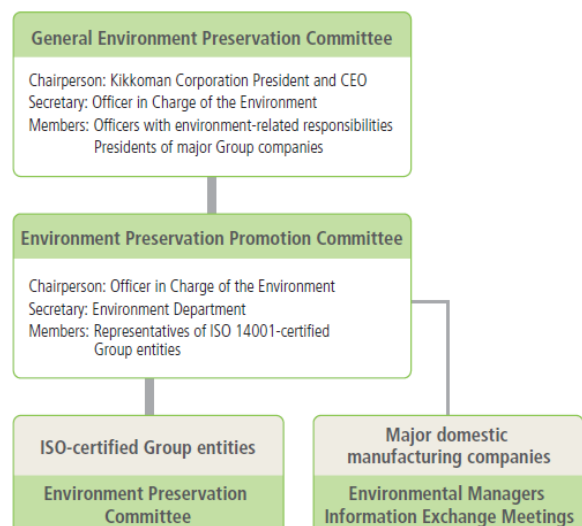 General Environment Preservation Committee
Chairperson: Kikkoman Corporation President and CEO
Secretary: Officer in Charge of the Environment
Members: Officers with environment-related responsibilities
Presidents of major Group companies
Environment Preservation Promotion Committee
Chairperson: Officer in Charge of the Environment
Secretary: Environment Department
Members: Representatives of ISO 14001-certified
Group entities
ISO-certified Group entities
Environment Preservation
Committee
Major domestic
manufacturing companies
Environmental Managers
Information Exchange Meetings